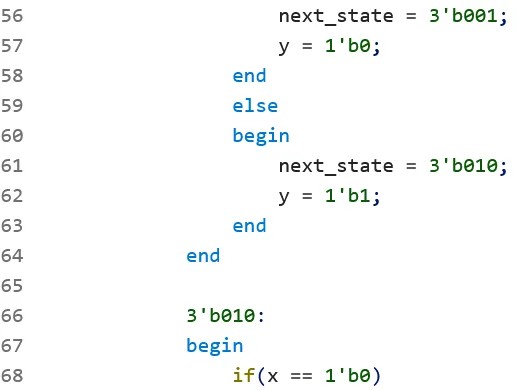 56 next_state = 3'b001;
57 y = 1'b0;
58 end
59 else
60 begin
61 next_state = 3'b010;
62 y = 1'b1;
63 end
64 end
65
66 3'b010:
67 begin
68 if(x == 1'b0)